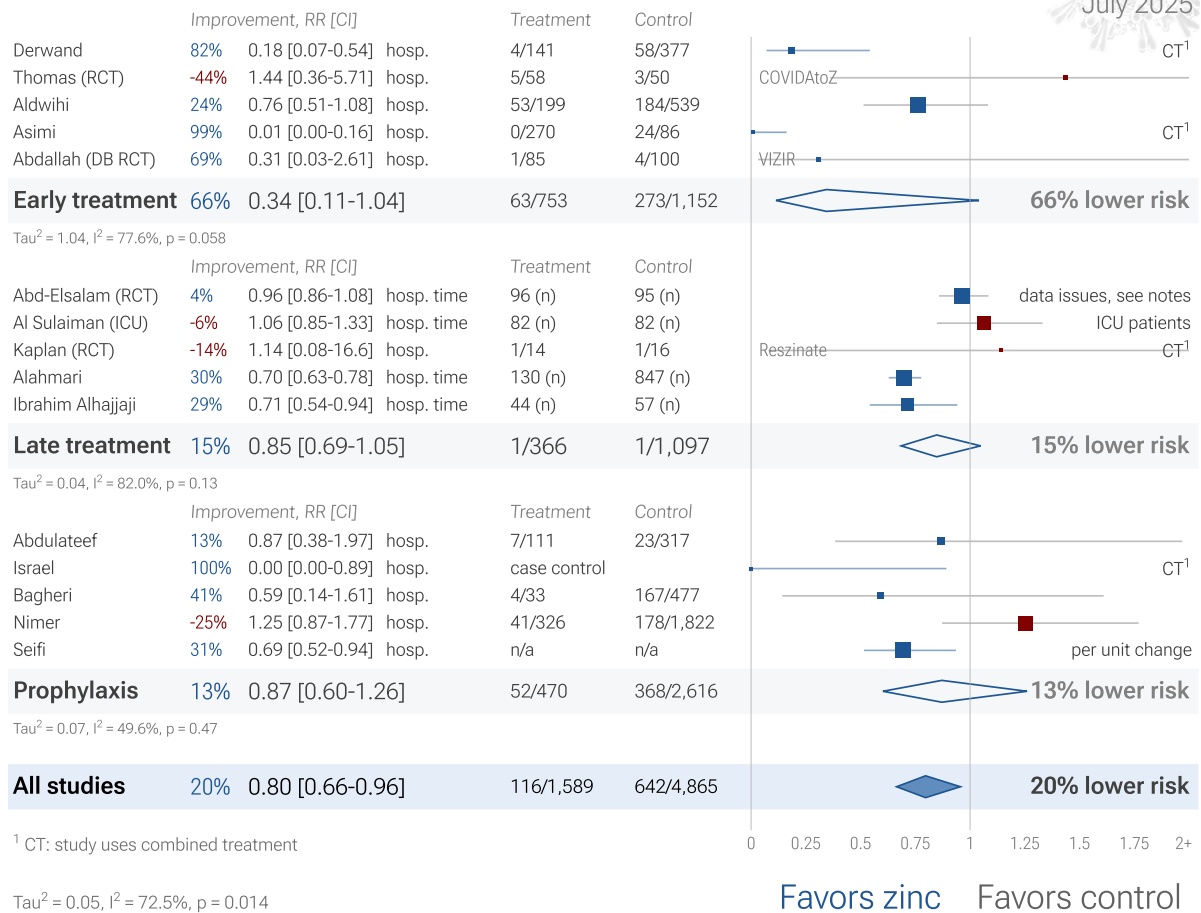 July 2025
Improvement, RR [CI] Treatment Control
Derwand 82% 0.18 [0.07-0.54] hosp. 4/141 58/377 CT¹
Thomas (RCT) -44% 1.44 [0.36-5.71] hosp. 5/58 3/50 COVIDAtoZ
Aldwihi 24% 0.76 [0.51-1.08] hosp. 53/199 184/539
Asimi 99% 0.01 [0.00-0.16] hosp. 0/270 24/86 CT¹
Abdallah (DB RCT) 69% 0.31 [0.03-2.61] hosp. 1/85 4/100 VIZIR
Early treatment 66% 0.34 [0.11-1.04] 63/753 273/1,152 66% lower risk
Tau² = 1.04, I² = 77.6%, p = 0.058
Improvement, RR [CI] Treatment Control
Abd-Elsalam (RCT) 4% 0.96 [0.86-1.08] hosp. time 96 (n) 95 (n) data issues, see notes
Al Sulaiman (ICU) -6% 1.06 [0.85-1.33] hosp. time 82 (n) 82 (n) ICU patients
Kaplan (RCT) -14% 1.14 [0.08-16.6] hosp. 1/14 1/16 Reszinate CT¹
Alahmari 30% 0.70 [0.63-0.78] hosp. time 130 (n) 847 (n)
Ibrahim Alhajjaji 29% 0.71 [0.54-0.94] hosp. time 44 (n) 57 (n)
Late treatment 15% 0.85 [0.69-1.05] 1/366 1/1,097 15% lower risk
Tau² = 0.04, I² = 82.0%, p = 0.13
Improvement, RR [CI] Treatment Control
Abdulateef 13% 0.87 [0.38-1.97] hosp. 7/111 23/317
Israel 100% 0.00 [0.00-0.89] hosp. case control CT¹
Bagheri 41% 0.59 [0.14-1.61] hosp. 4/33 167/477
Nimer -25% 1.25 [0.87-1.77] hosp. 41/326 178/1,822
Seifi 31% 0.69 [0.52-0.94] hosp. n/a n/a per unit change
Prophylaxis 13% 0.87 [0.60-1.26] 52/470 368/2,616 13% lower risk
Tau² = 0.07, I² = 49.6%, p = 0.47
All studies 20% 0.80 [0.66-0.96] 116/1,589 642/4,865 20% lower risk
¹ CT: study uses combined treatment 0 0.25 0.5 0.75 1 1.25 1.5 1.75 2+
Tau² = 0.05, I² = 72.5%, p = 0.014 Favors zinc Favors control